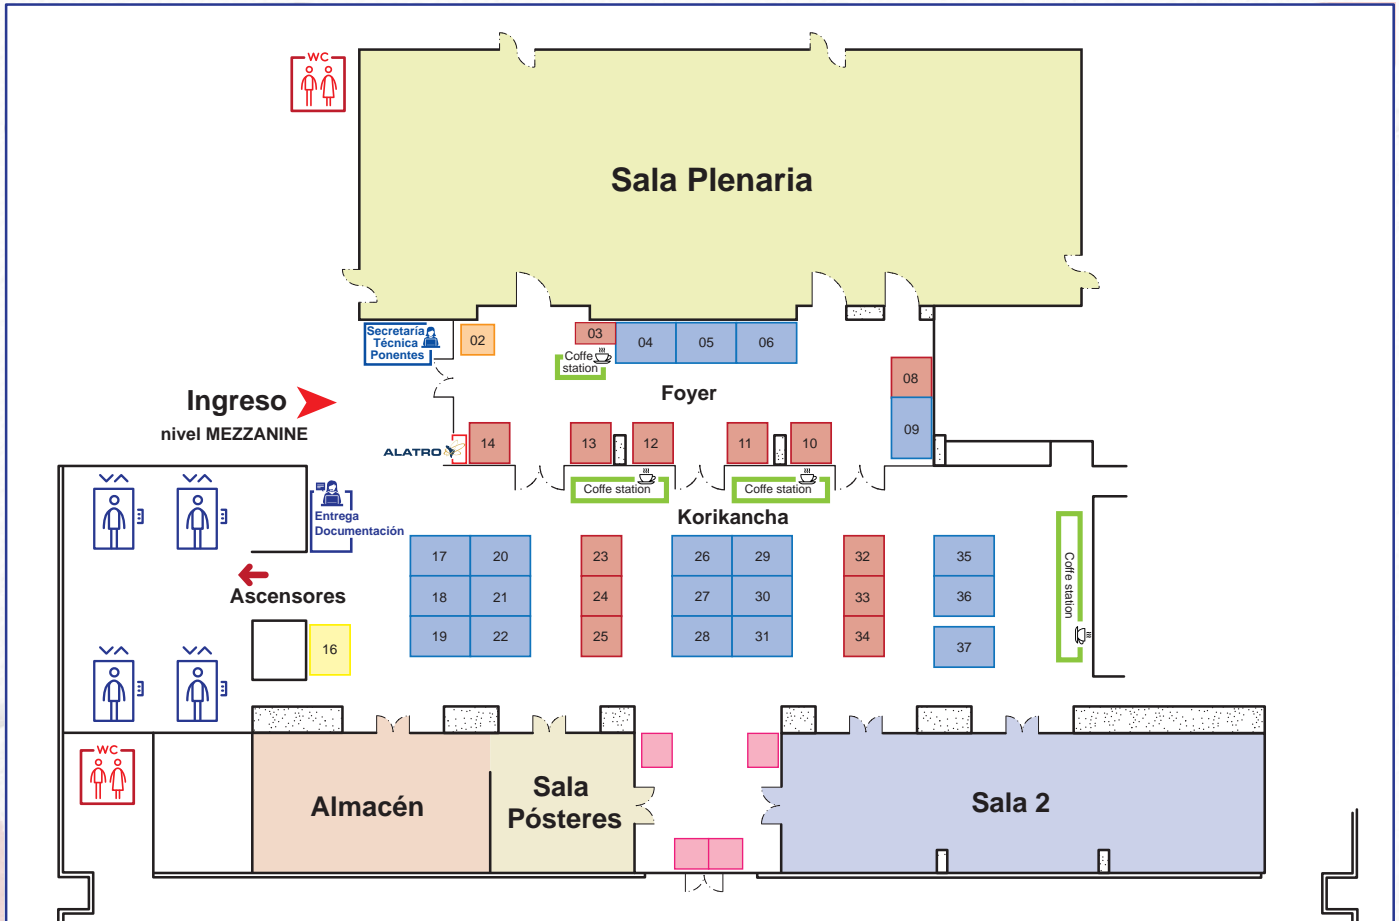 WC
Sala Plenaria
Secretaría
Técnica
Ponentes
02
03
04
05
06
Coffe
station
08
09
Foyer
Ingreso
nivel MEZZANINE
ALATRO
14
13
12
11
10
Coffe station
Coffe station
Korikancha
Entrega
Documentación
Ascensores
16
17
20
18
21
19
22
23
24
25
26
29
27
30
28
31
32
33
34
35
36
37
Coffe station
WC
Almacén
Sala
Pósteres
Sala 2